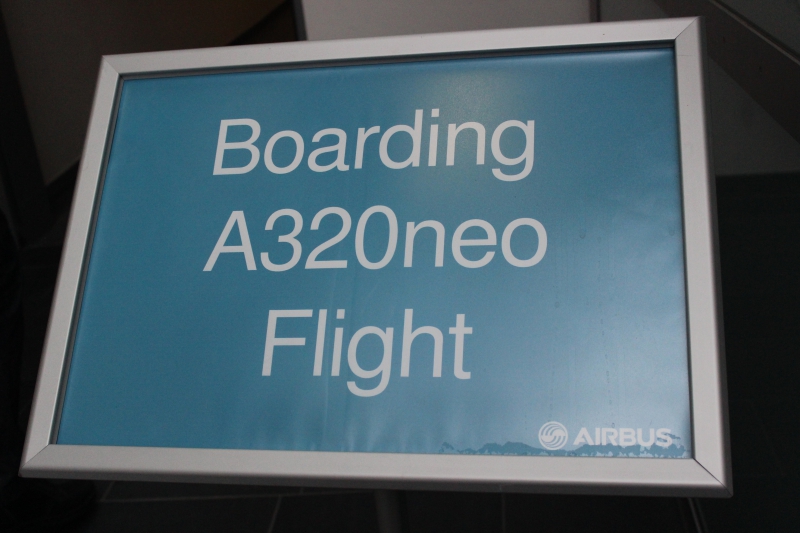 Boarding
A320neo
Flight
AIRBUS